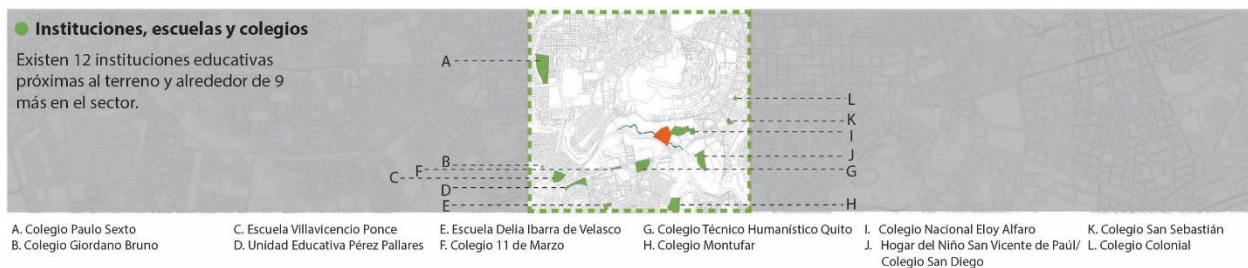 Instituciones, escuelas y colegios
Existen 12 instituciones educativas
próximas al terreno y alrededor de 9
más en el sector.
A
B
F
C
D
E
L
K
I
J
G
H
A. Colegio Paulo Sexto
B. Colegio Giordano Bruno
C. Escuela Villavicencio Ponce
D. Unidad Educativa Pérez Pallares
E. Escuela Delia Ibarra de Velasco
F. Colegio 11 de Marzo
G. Colegio Técnico Humanístico Quito
H. Colegio Montufar
I. Colegio Nacional Eloy Alfaro
J. Hogar del Niño San Vicente de Paúl/
Colegio San Diego
K. Colegio San Sebastián
L. Colegio Colonial